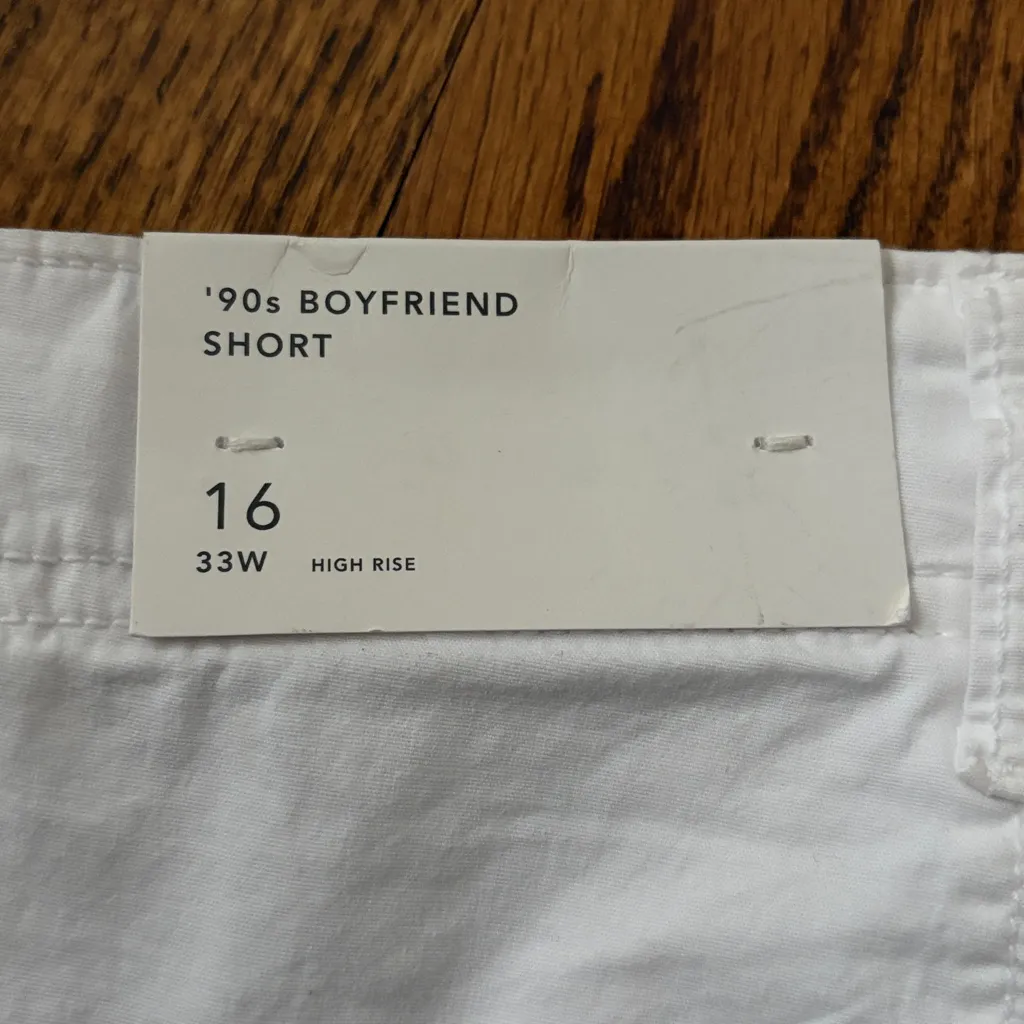 '90s BOYFRIEND
SHORT
16
33W HIGH RISE